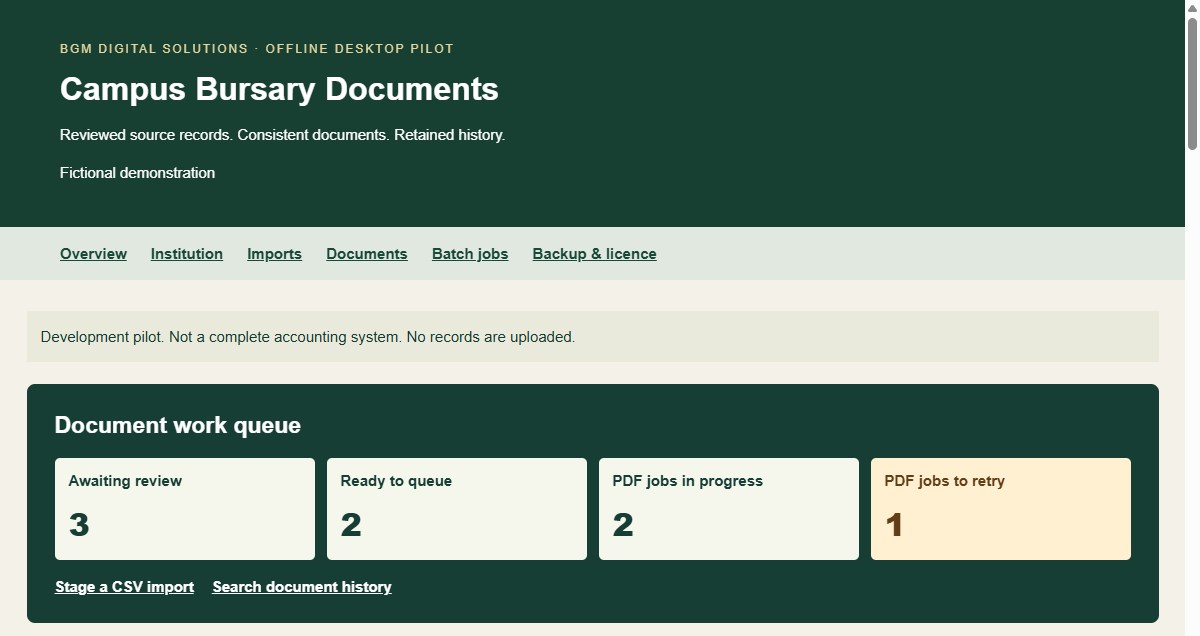 BGM DIGITAL SOLUTIONS · OFFLINE DESKTOP PILOT
Campus Bursary Documents
Reviewed source records. Consistent documents. Retained history.
Fictional demonstration
Overview Institution Imports Documents Batch jobs Backup & licence
Development pilot. Not a complete accounting system. No records are uploaded.
Document work queue
Awaiting review Ready to queue PDF jobs in progress PDF jobs to retry
3 2 2 1
Stage a CSV import Search document history